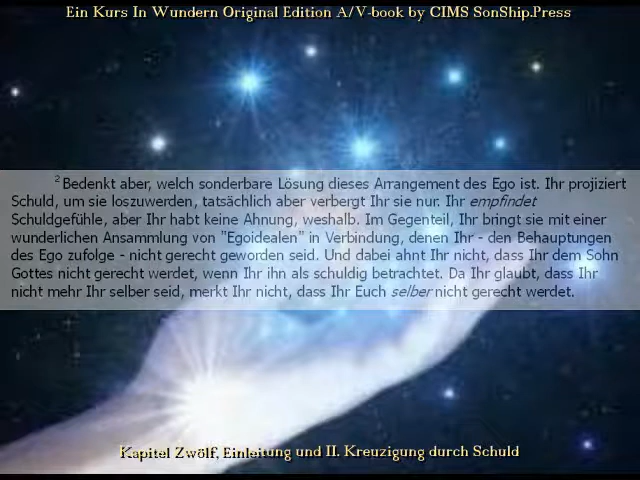 Ein Kurs In Wundern Original Edition A/V-book by CIMS SonShip.Press
2 Bedenkt aber, welch sonderbare Lösung dieses Arrangement des Ego ist. Ihr projiziert
Schuld, um sie loszuwerden, tatsächlich aber verbergt Ihr sie nur. Ihr empfindet
Schuldgefühle, aber Ihr habt keine Ahnung, weshalb. Im Gegenteil, Ihr bringt sie mit einer
wunderlichen Ansammlung von "Egoidealen" in Verbindung, denen Ihr - den Behauptungen
des Ego zufolge - nicht gerecht geworden seid. Und dabei ahnt Ihr nicht, dass Ihr dem Sohn
Gottes nicht gerecht werdet, wenn Ihr ihn als schuldig betrachtet. Da Ihr glaubt, dass Ihr
nicht mehr Ihr selber seid, merkt Ihr nicht, dass Ihr Euch selber nicht gerecht werdet.
Kapitel Zwölf, Einleitung und II. Kreuzigung durch Schuld